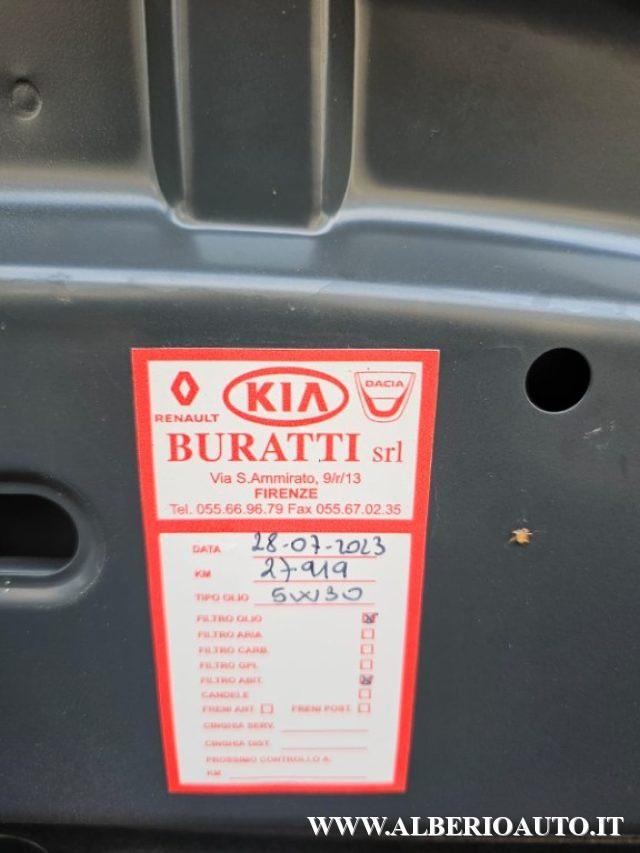 RENAULT
KIA
DACIA
BURATTI srl
Via S.Ammirato, 9/r/13
FIRENZE
Tel. 055.66.96.79 Fax 055.67.02.35
DATA 28-07-2023
KM 27919
TIPO OLIO 5W30
FILTRO OLIO
FILTRO ARIA
FILTRO CARB.
FILTRO GPL
FILTRO ABIT.
CANDELE
FRENI ANT. FRENI POST.
CINGHIA SERV.
CINGHIA DIST.
PROSSIMO CONTROLLO A:
KM
WWW.ALBERIOAUTO.IT